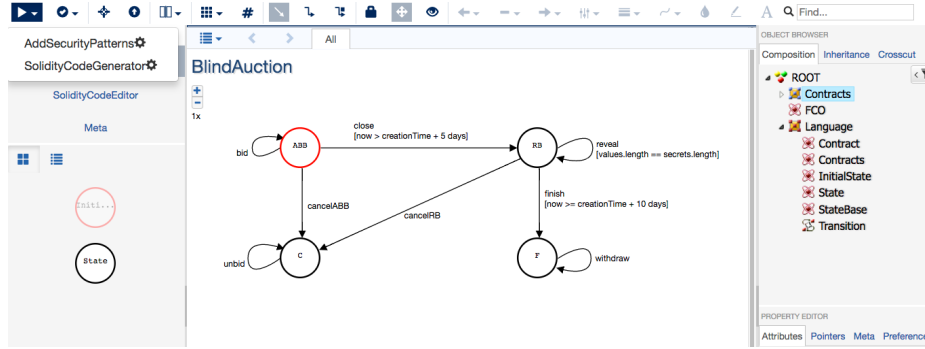 Find...
AddSecurityPatterns
SolidityCodeGenerator
SolidityCodeEditor
Meta
Initi...
State
All
BlindAuction
+
-
1x
close
[now > creationTime + 5 days]
ABB
RB
bid
reveal
[values.length == secrets.length]
cancelABB
cancelRB
finish
[now >= creationTime + 10 days]
unbid
C
F
withdraw
OBJECT BROWSER
Composition Inheritance Crosscut
ROOT
Contracts
FCO
Language
Contract
Contracts
InitialState
State
StateBase
Transition
PROPERTY EDITOR
Attributes Pointers Meta Preference